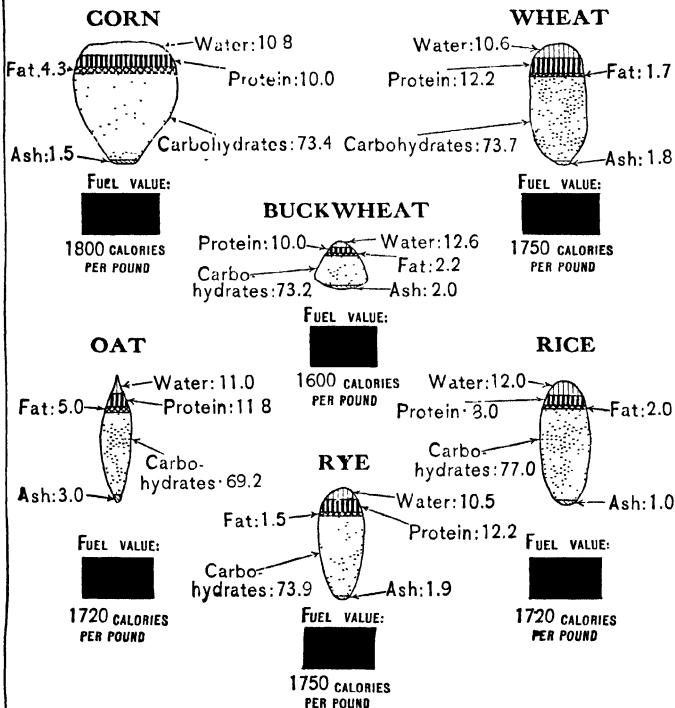 CORN
Water:10 8
Fat:4.3
Protein:10.0
Carbohydrates:73.4
Ash:1.5
FUEL VALUE:
1800 CALORIES
PER POUND
WHEAT
Water:10.6
Protein:12.2
Fat:1.7
Carbohydrates:73.7
Ash:1.8
FUEL VALUE:
1750 CALORIES
PER POUND
BUCKWHEAT
Protein:10.0
Water:12.6
Fat:2.2
Carbo-
hydrates:73.2
Ash:2.0
FUEL VALUE:
1600 CALORIES
PER POUND
OAT
Water:11.0
Fat:5.0
Protein:11 8
Carbo-
hydrates·69.2
Ash:3.0
FUEL VALUE:
1720 CALORIES
PER POUND
RYE
Water:10.5
Fat:1.5
Protein:12.2
Carbo-
hydrates:73.9
Ash:1.9
FUEL VALUE:
1750 CALORIES
PER POUND
RICE
Water:12.0
Protein·8.0
Fat:2.0
Carbo-
hydrates:77.0
Ash:1.0
FUEL VALUE:
1720 CALORIES
PER POUND